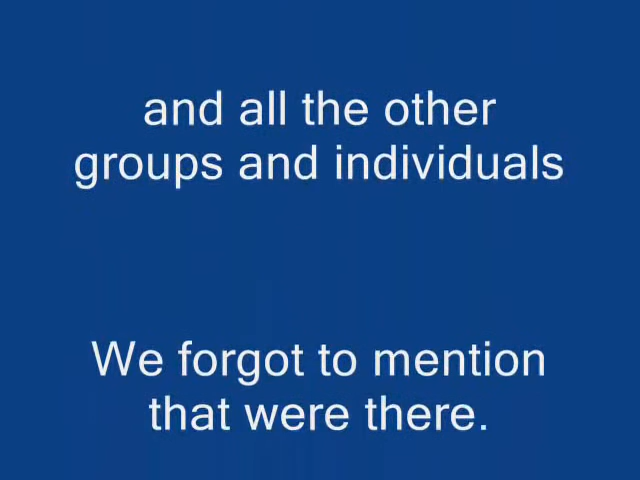 and all the other
groups and individuals
We forgot to mention
that were there.